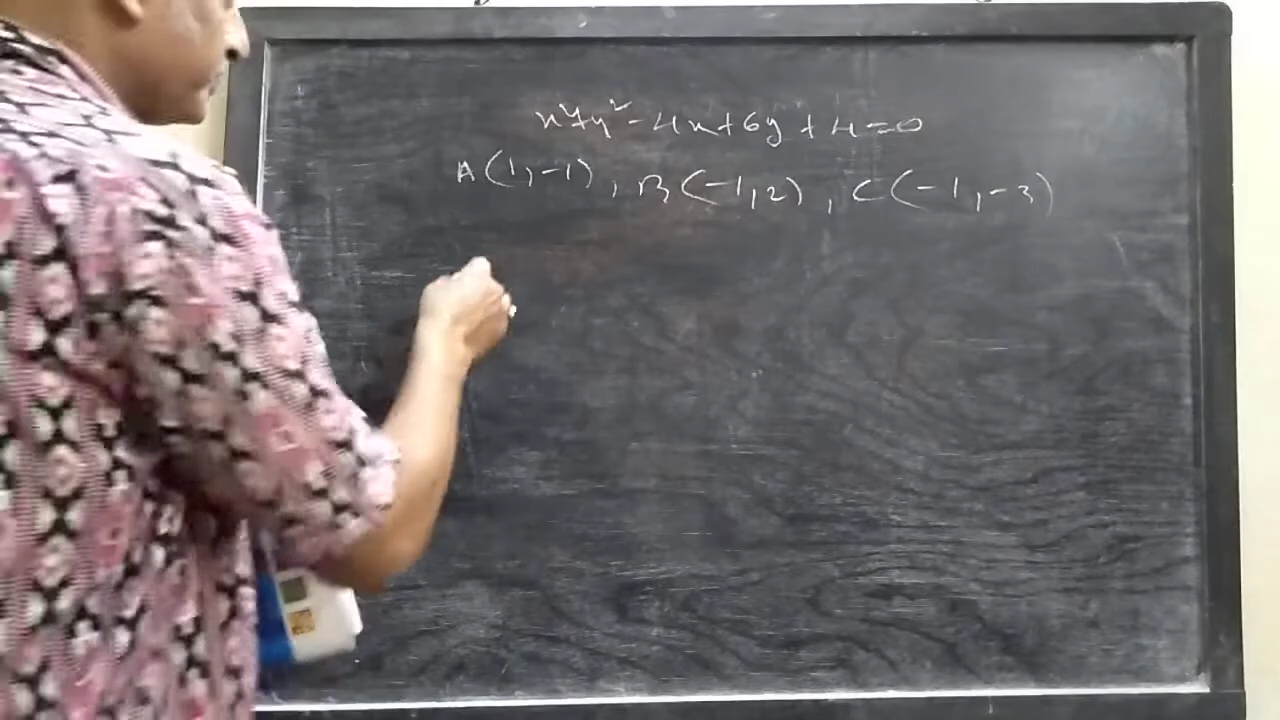 x²+y²-4x+6y+4=0
A(1,-1), B(-1,2), C(-1,-3)